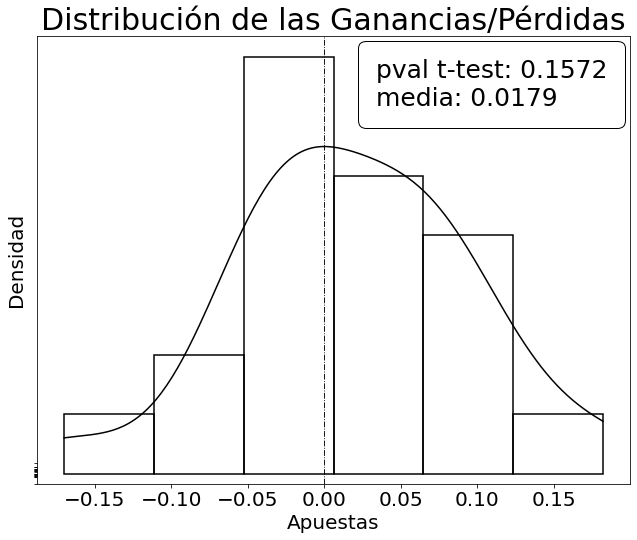 Distribución de las Ganancias/Pérdidas
pval t-test: 0.1572
media: 0.0179
Densidad
−0.15 −0.10 −0.05 0.00 0.05 0.10 0.15
Apuestas